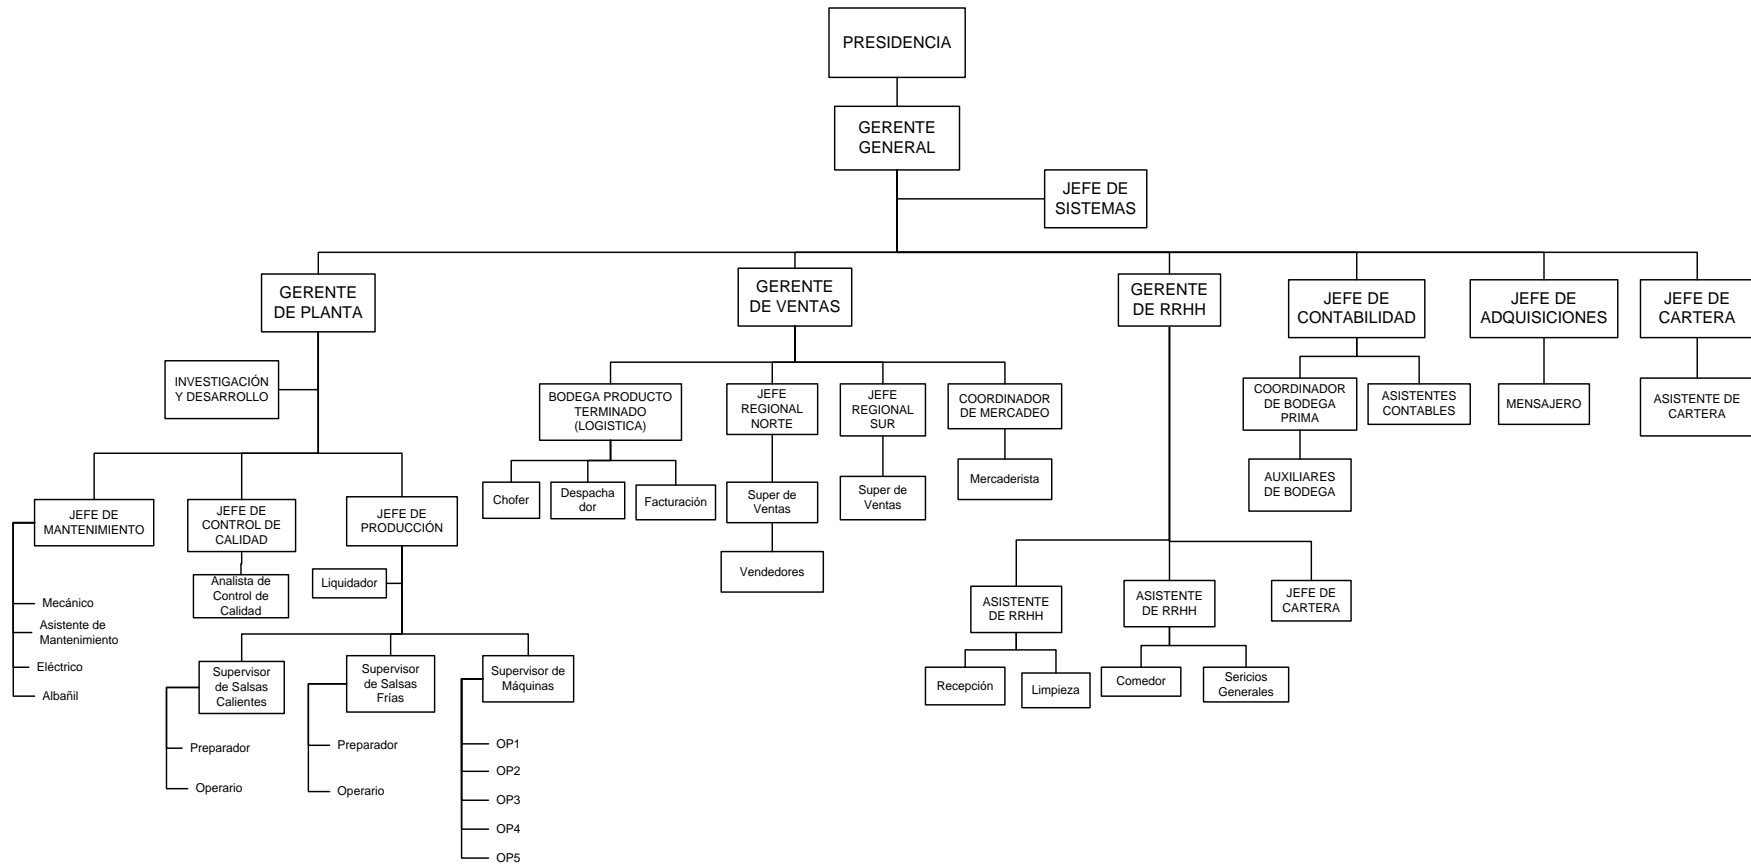 PRESIDENCIA
GERENTE
GENERAL
JEFE DE
SISTEMAS
GERENTE
DE PLANTA
GERENTE
DE VENTAS
GERENTE
DE RRHH
JEFE DE
CONTABILIDAD
JEFE DE
ADQUISICIONES
JEFE DE
CARTERA
INVESTIGACIÓN
Y DESARROLLO
BODEGA PRODUCTO
TERMINADO
(LOGISTICA)
JEFE
REGIONAL
NORTE
JEFE
REGIONAL
SUR
COORDINADOR
DE MERCADEO
COORDINADOR
DE BODEGA
PRIMA
ASISTENTES
CONTABLES
MENSAJERO
ASISTENTE DE
CARTERA
Chofer
Despacha
dor
Facturación
Super de
Ventas
Super de
Ventas
Mercaderista
AUXILIARES
DE BODEGA
Vendedores
JEFE DE
MANTENIMIENTO
JEFE DE
CONTROL DE
CALIDAD
JEFE DE
PRODUCCIÓN
Analista de
Control de
Calidad
Liquidador
Mecánico
Asistente de
Mantenimiento
Eléctrico
Albañil
ASISTENTE
DE RRHH
ASISTENTE
DE RRHH
JEFE DE
CARTERA
Recepción
Limpieza
Comedor
Sericios
Generales
Supervisor
de Salsas
Calientes
Supervisor
de Salsas
Frías
Supervisor de
Máquinas
Preparador
Operario
Preparador
Operario
OP1
OP2
OP3
OP4
OP5